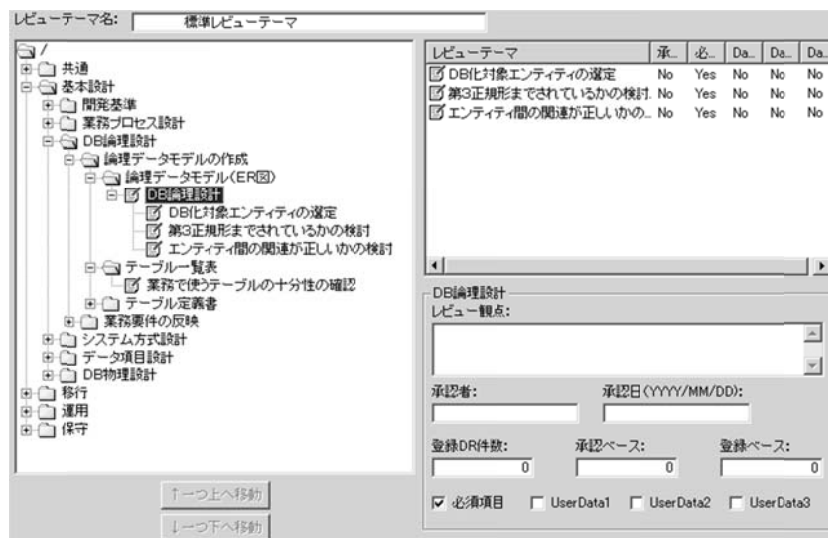 レビューテーマ名: 標準レビューテーマ
/
共通
基本設計
開発基準
業務プロセス設計
DB論理設計
論理データモデルの作成
論理データモデル(ER図)
DB論理設計
DB化対象エンティティの選定
第3正規形までされているかの検討
エンティティ間の関連が正しいかの検討
テーブル一覧表
業務で使うテーブルの十分性の確認
テーブル定義書
業務要件の反映
システム方式設計
データ項目設計
DB物理設計
移行
運用
保守
↑一つ上へ移動
↓一つ下へ移動
レビューテーマ 承... 必... Da... Da... Da...
DB化対象エンティティの選定 No Yes No No No
第3正規形までされているかの検討. No Yes No No No
エンティティ間の関連が正しいかの... No Yes No No No
DB論理設計
レビュー観点:
承認者: 承認日(YYYY/MM/DD):
登録DR件数: 承認ベース: 登録ベース:
0 0 0
必須項目 UserData1 UserData2 UserData3